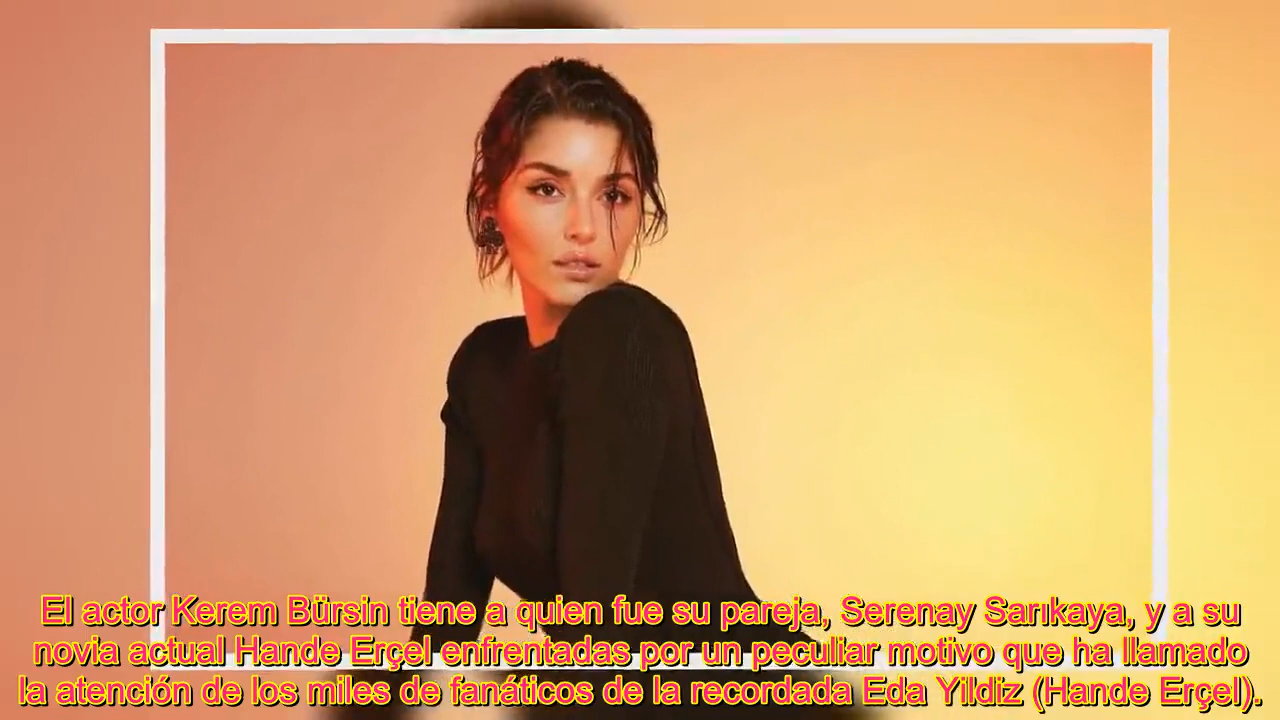 El actor Kerem Bürsin tiene a quien fue su pareja, Serenay Sarıkaya, y a su
novia actual Hande Erçel enfrentadas por un peculiar motivo que ha llamado
la atención de los miles de fanáticos de la recordada Eda Yildiz (Hande Erçel).